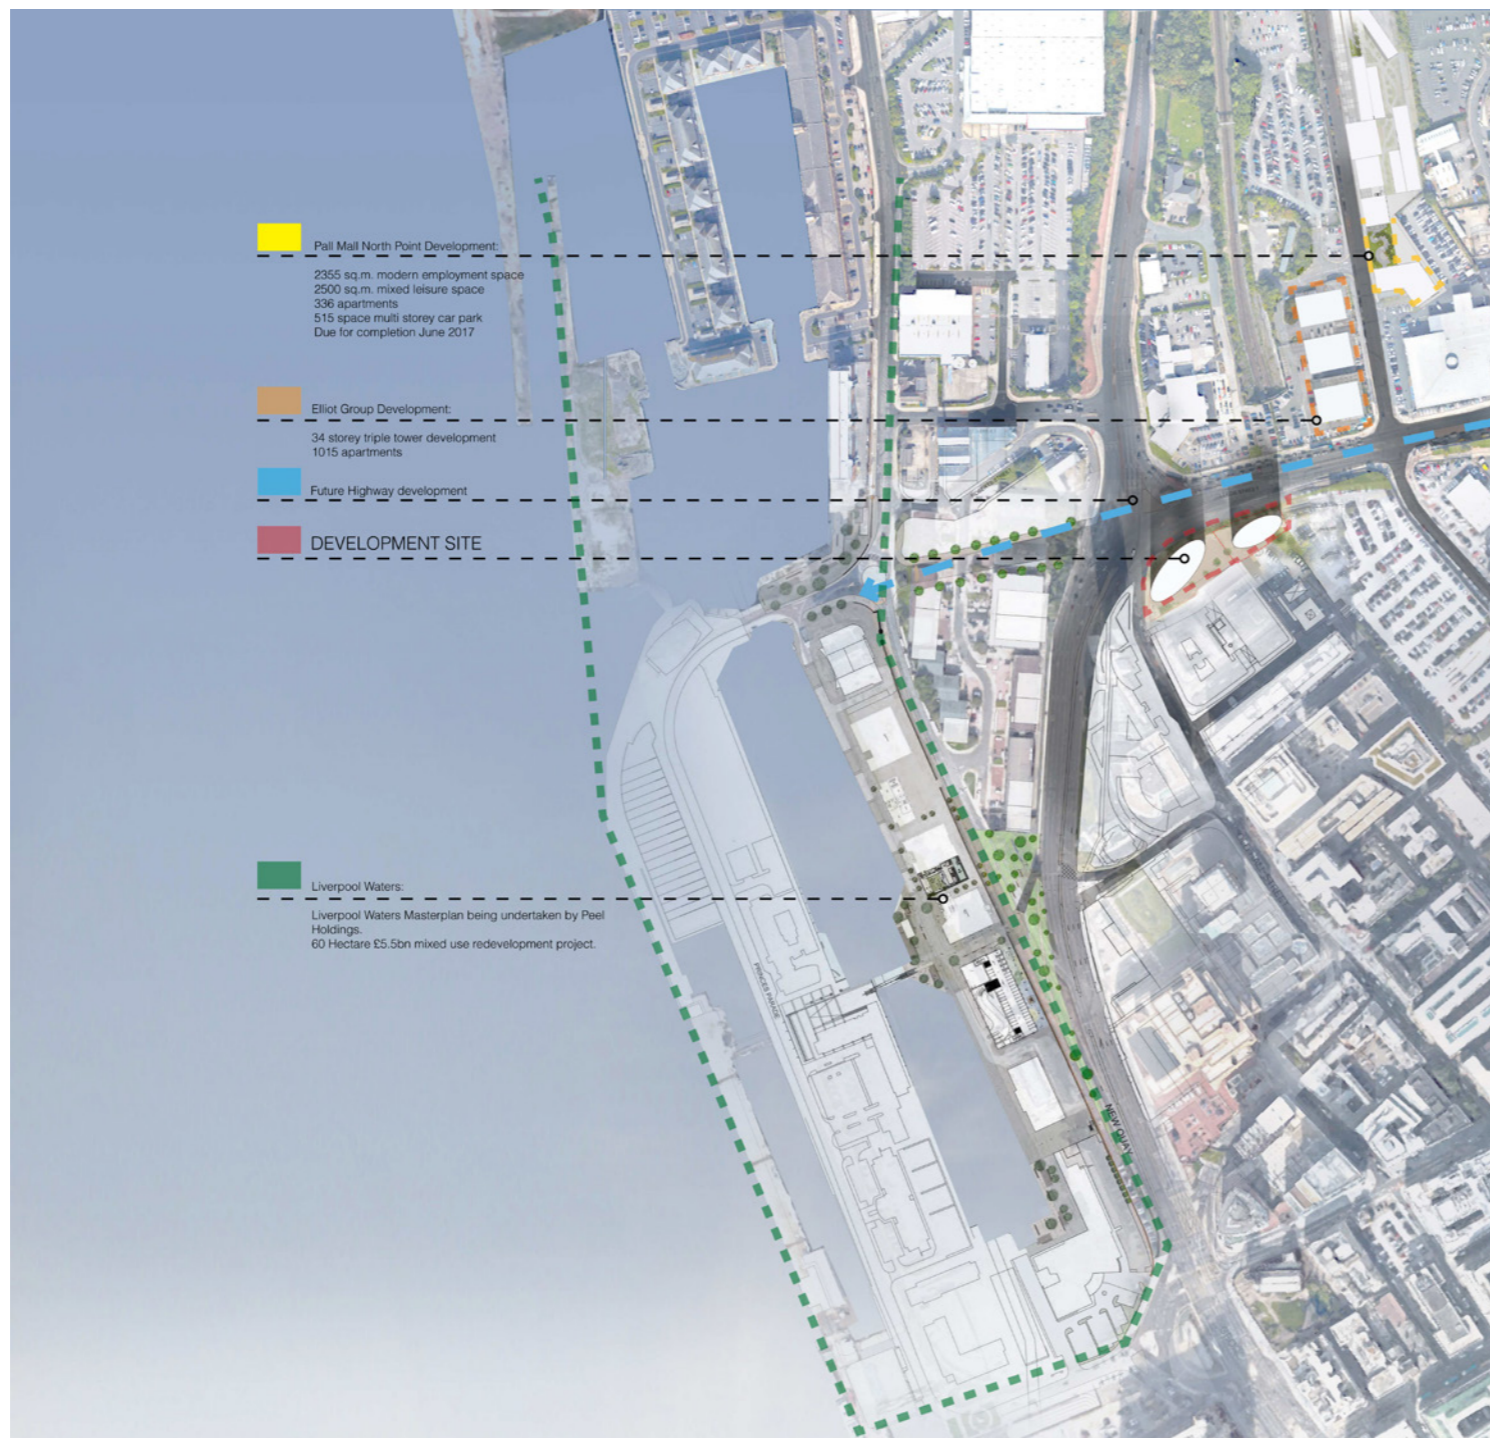 Pall Mall North Point Development:
2355 sq.m. modern employment space
2500 sq.m. mixed leisure space
336 apartments
515 space multi storey car park
Due for completion June 2017
Elliot Group Development:
34 storey triple tower development
1015 apartments
Future Highway development
DEVELOPMENT SITE
Liverpool Waters:
Liverpool Waters Masterplan being undertaken by Peel
Holdings.
60 Hectare £5.5bn mixed use redevelopment project.
PRINCES PARADE
NEW QUAY